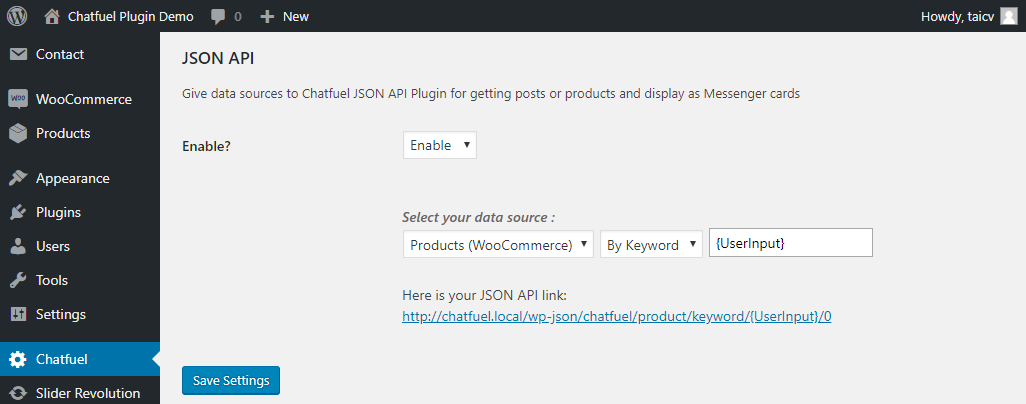 Chatfuel Plugin Demo 0 New Howdy, taicv
Contact
WooCommerce
Products
Appearance
Plugins
Users
Tools
Settings
Chatfuel
Slider Revolution
JSON API
Give data sources to Chatfuel JSON API Plugin for getting posts or products and display as Messenger cards
Enable? Enable
Select your data source :
Products (WooCommerce) By Keyword {UserInput}
Here is your JSON API link:
http://chatfuel.local/wp-json/chatfuel/product/keyword/{UserInput}/0
Save Settings